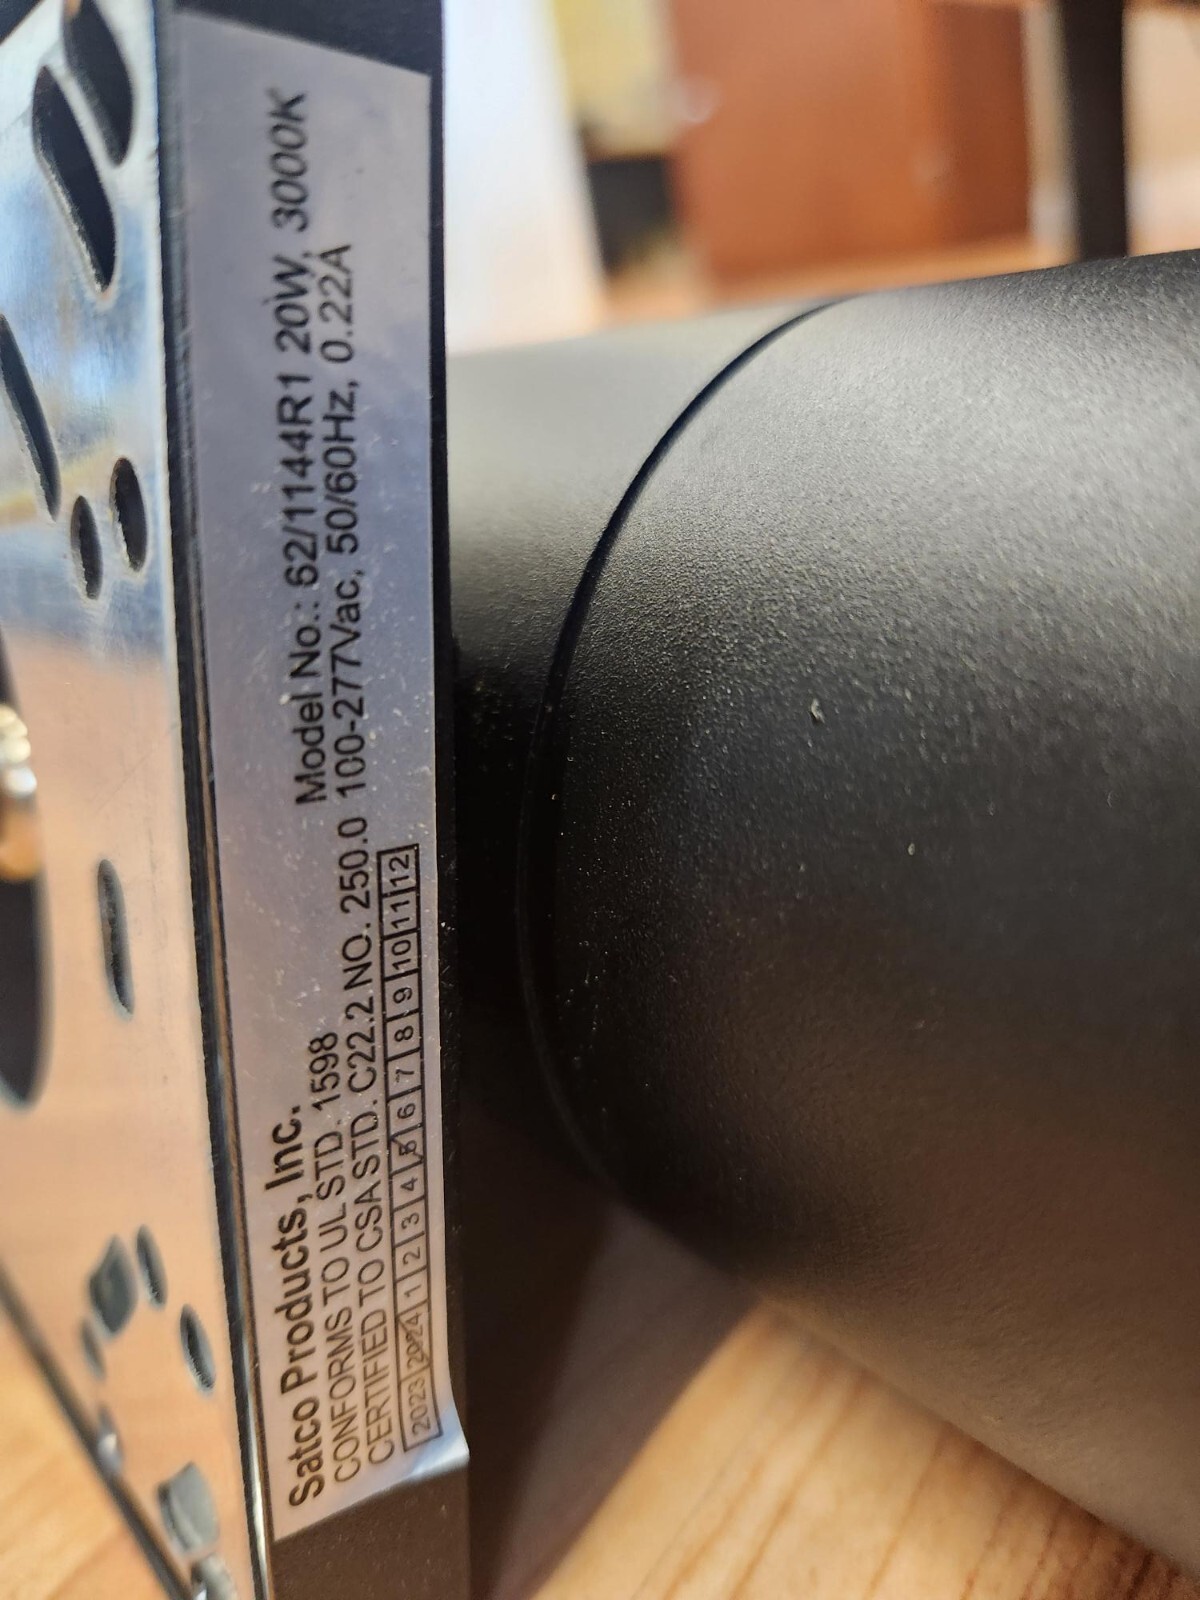 Satco Products, Inc.
CONFORMS TO UL STD. 1598 Model No.: 62/1144R1 20W, 3000K
CERTIFIED TO CSA STD. C22.2 NO. 250.0 100-277Vac, 50/60Hz, 0.22A
2023 2024 1 2 3 4 5 6 7 8 9 10 11 12